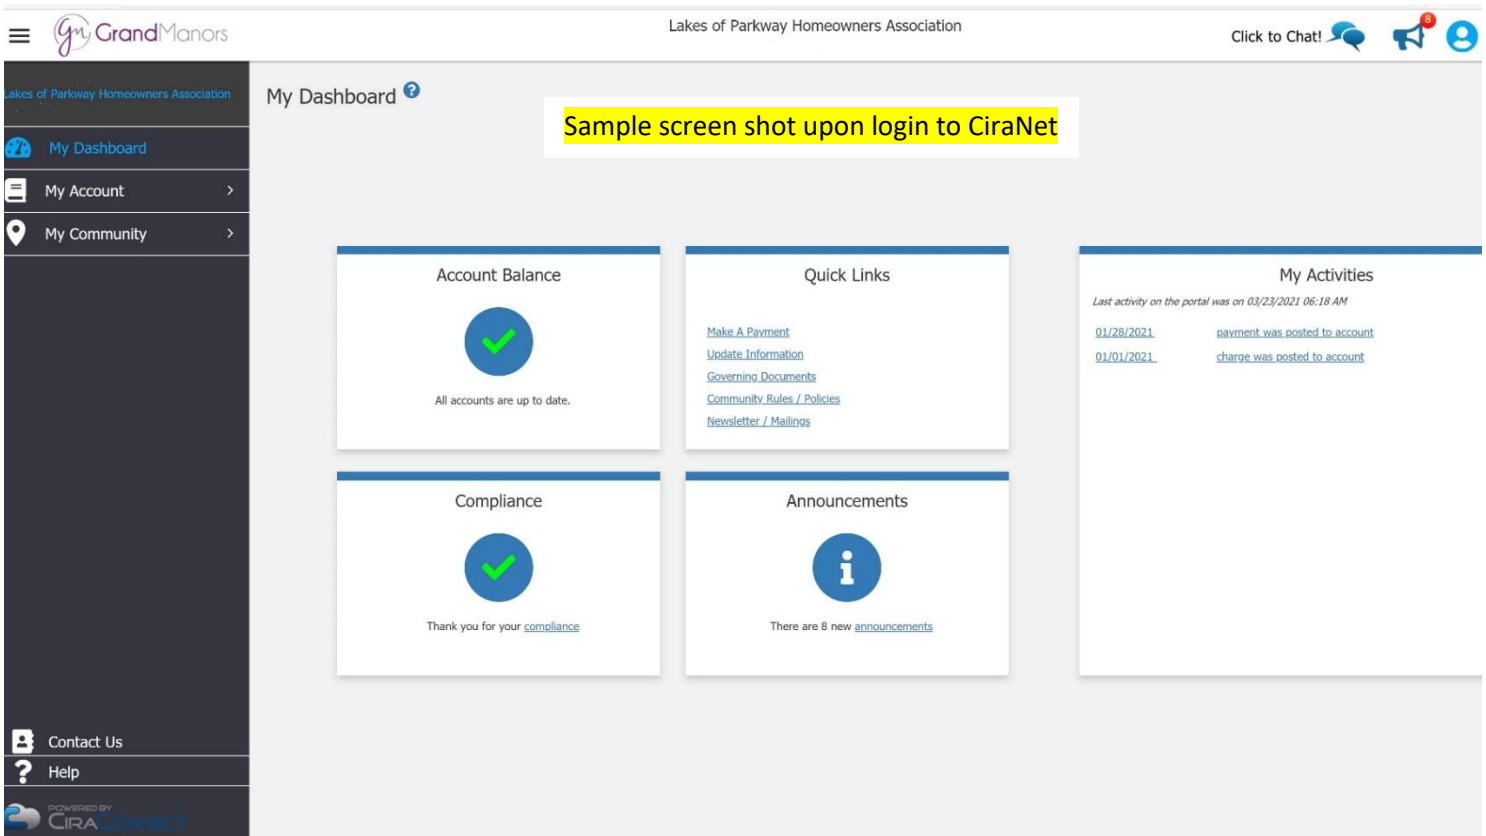 gm GrandManors
Lakes of Parkway Homeowners Association
Click to Chat!
8
Lakes of Parkway Homeowners Association
My Dashboard
My Account
My Community
Contact Us
Help
POWERED BY
CIRACONNECT
My Dashboard ?
Sample screen shot upon login to CiraNet
Account Balance
All accounts are up to date.
Quick Links
Make A Payment
Update Information
Governing Documents
Community Rules / Policies
Newsletter / Mailings
My Activities
Last activity on the portal was on 03/23/2021 06:18 AM
01/28/2021 payment was posted to account
01/01/2021 charge was posted to account
Compliance
Thank you for your compliance
Announcements
There are 8 new announcements